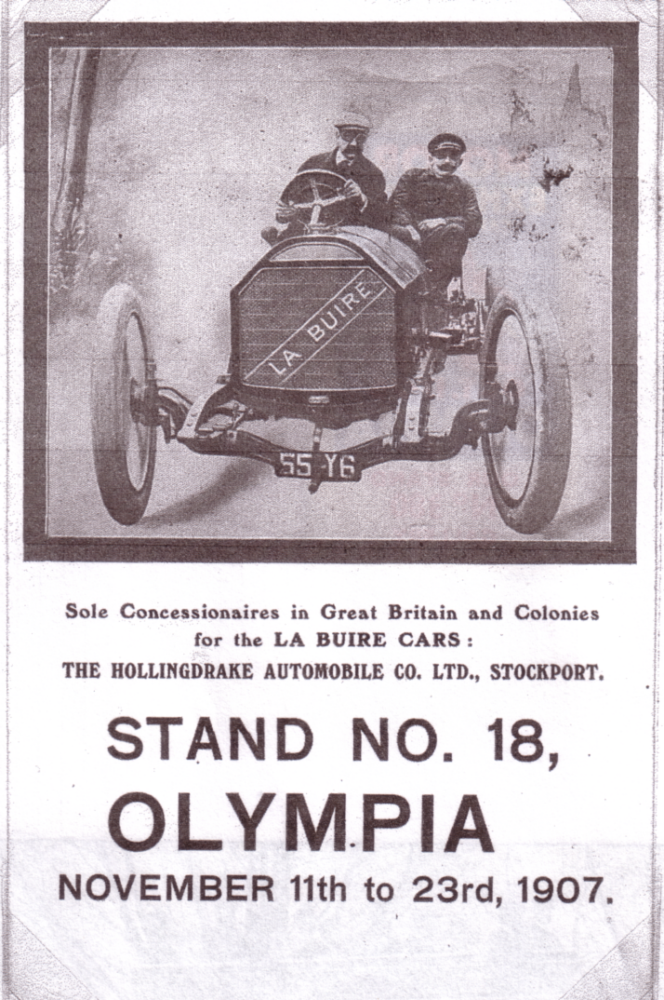 LA BUIRE
55 Y6
Sole Concessionaires in Great Britain and Colonies
for the LA BUIRE CARS :
THE HOLLINGDRAKE AUTOMOBILE CO. LTD., STOCKPORT.
STAND NO. 18,
OLYMPIA
NOVEMBER 11th to 23rd, 1907.